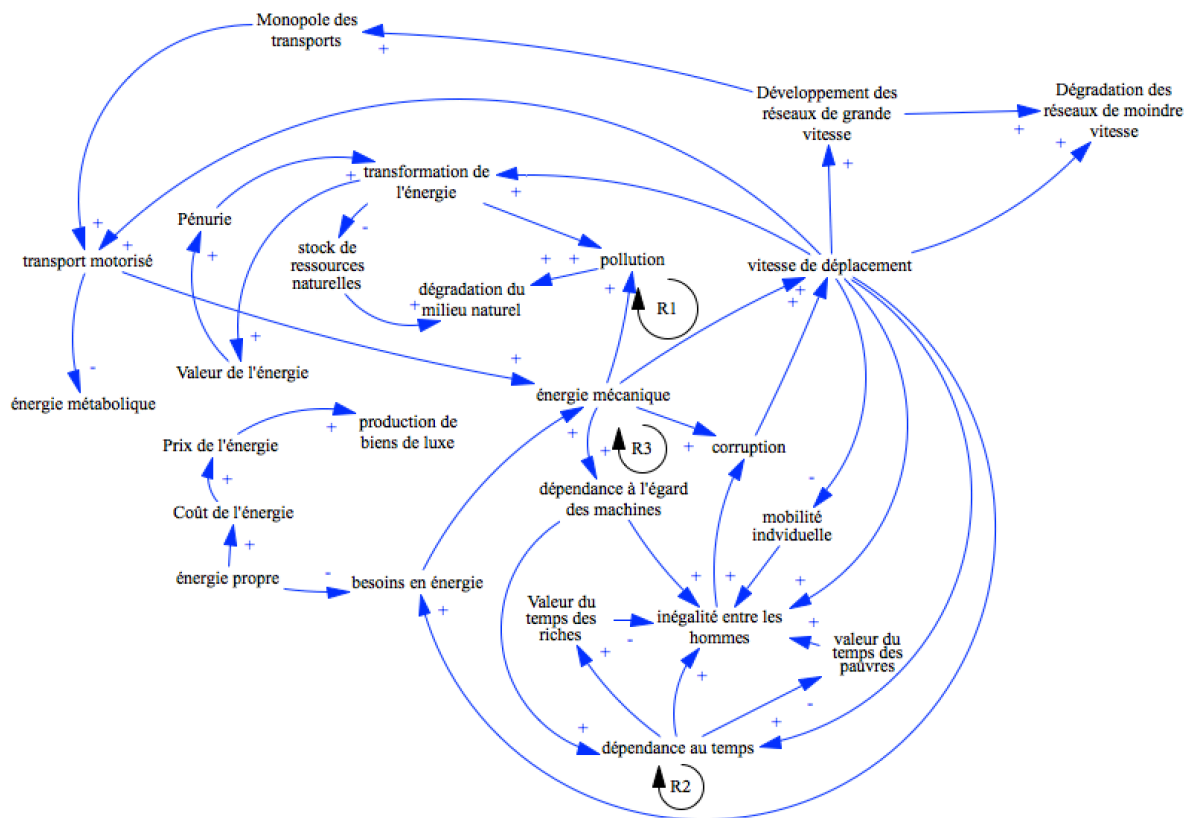 Monopole des
transports
+
Développement des
réseaux de grande
vitesse
Dégradation des
réseaux de moindre
vitesse
+
+
+
transformation de
l'énergie
+
+
Pénurie
+
-
stock de
ressources
naturelles
+
+
transport motorisé
+
+
pollution
vitesse de déplacement
dégradation du
milieu naturel
+
+
+
+
R1
+
+
Valeur de l'énergie
-
énergie métabolique
énergie mécanique
production de
biens de luxe
+
Prix de l'énergie
+
+
R3
+
corruption
+
-
dépendance à l'égard
des machines
Coût de l'énergie
mobilité
indviduelle
+
énergie propre
-
besoins en énergie
+
+
+
+
Valeur du
temps des
riches
inégalité entre les
hommes
+
-
valeur du
temps des
pauvres
+
+
-
+
+
dépendance au temps
R2